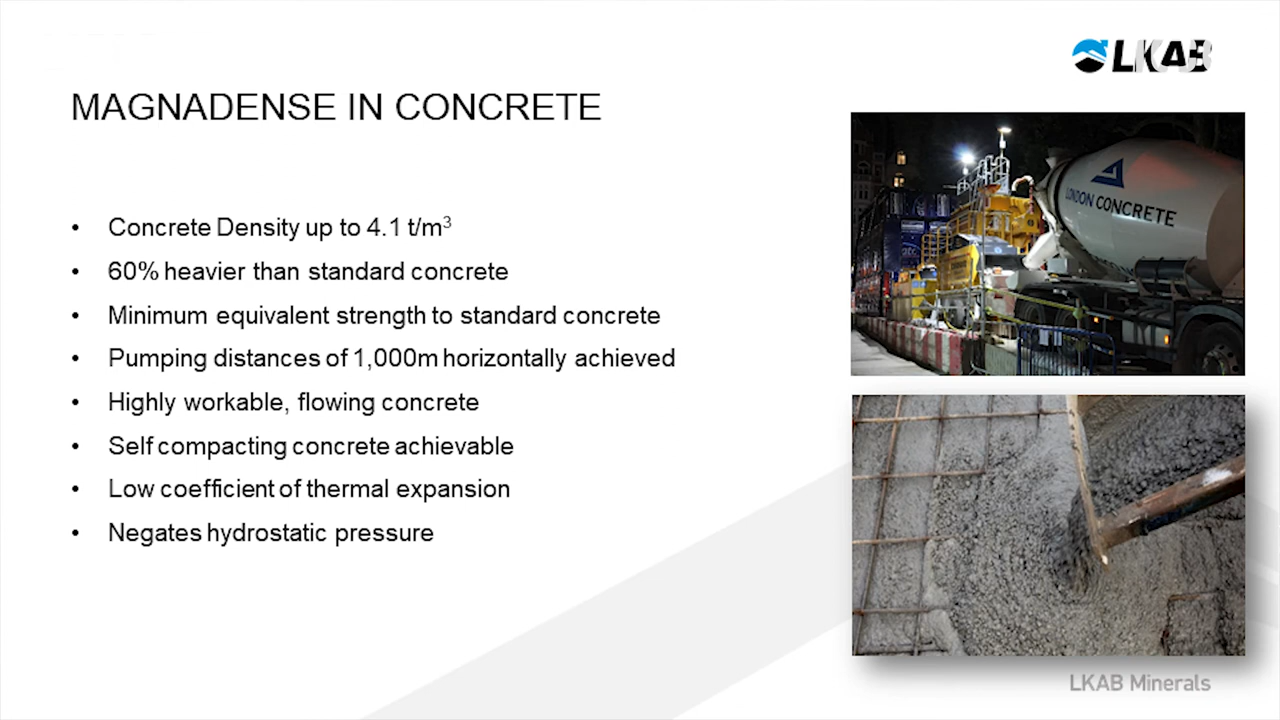 LKAB
MAGNADENSE IN CONCRETE
• Concrete Density up to 4.1 t/m³
• 60% heavier than standard concrete
• Minimum equivalent strength to standard concrete
• Pumping distances of 1,000m horizontally achieved
• Highly workable, flowing concrete
• Self compacting concrete achievable
• Low coefficient of thermal expansion
• Negates hydrostatic pressure
LONDON CONCRETE
LKAB Minerals